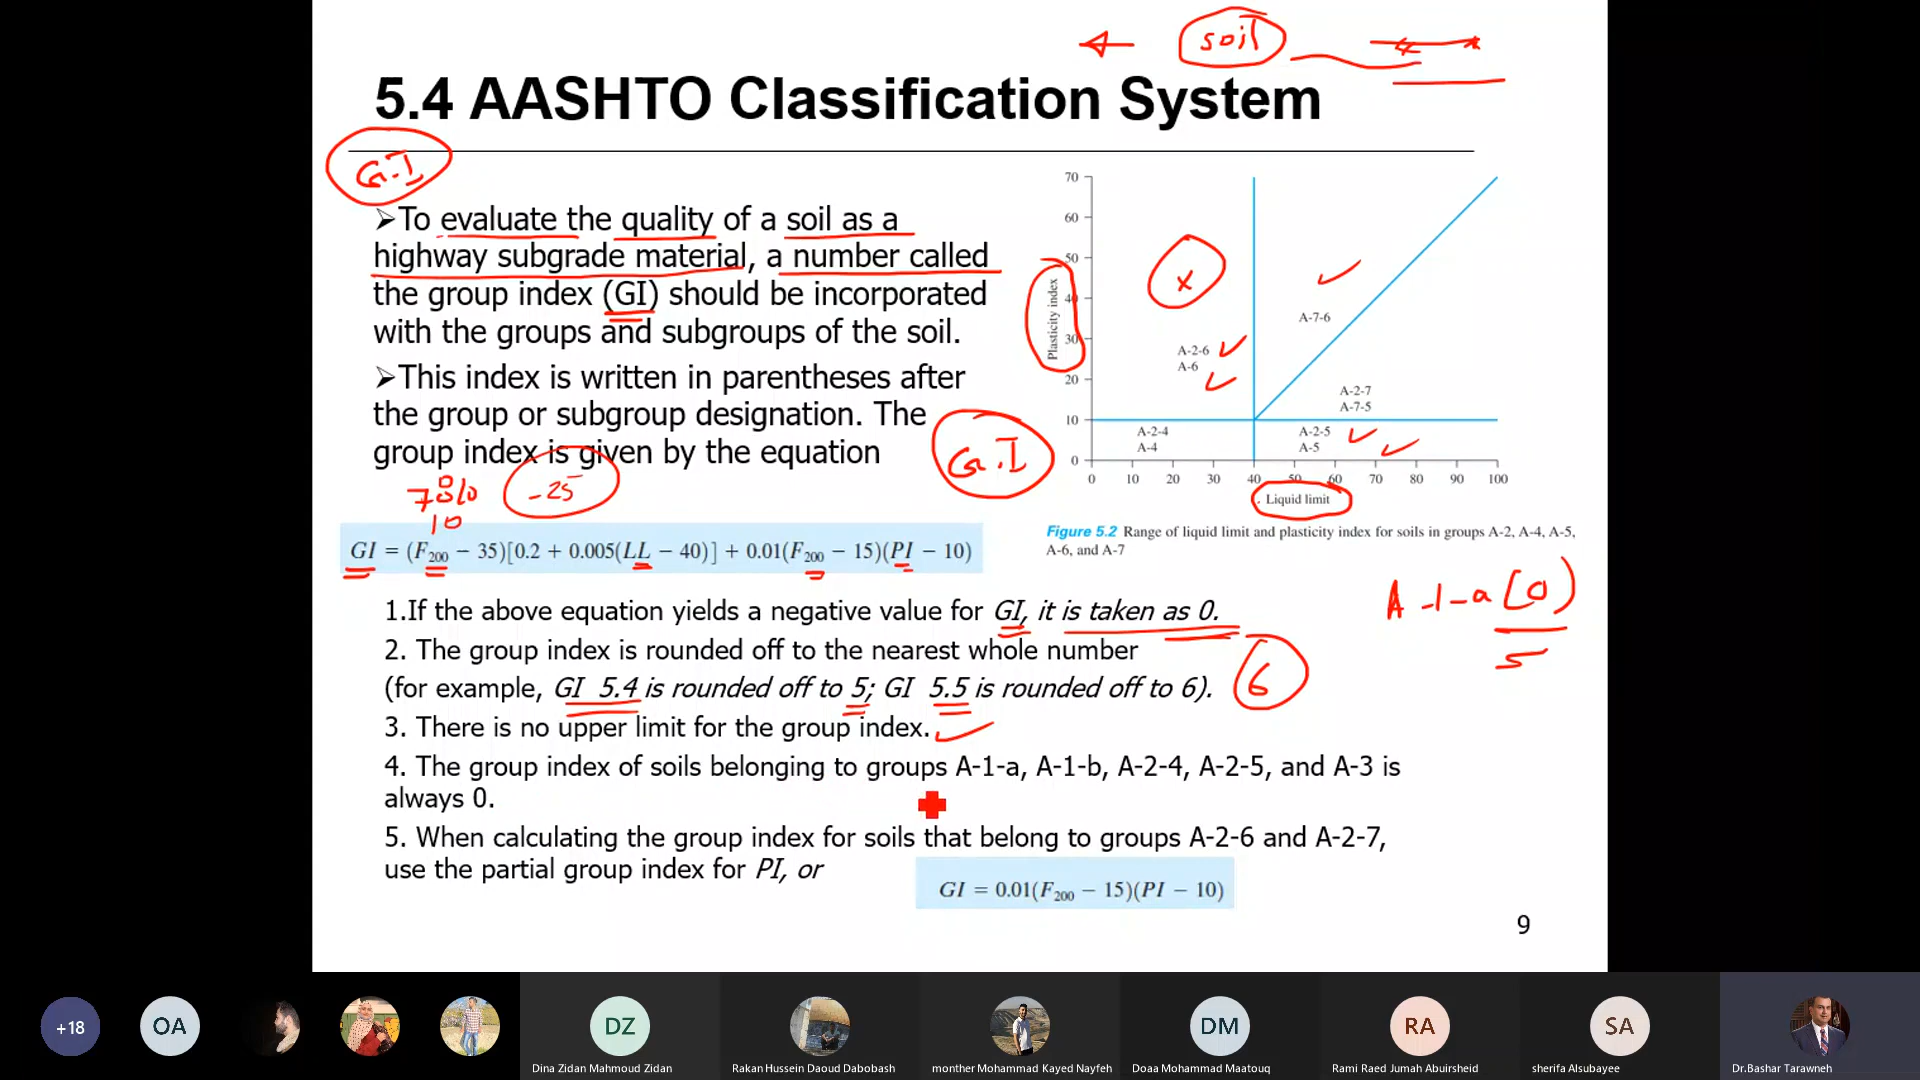 soil
5.4 AASHTO Classification System
G.I
➢To evaluate the quality of a soil as a
highway subgrade material, a number called
the group index (GI) should be incorporated
with the groups and subgroups of the soil.
➢This index is written in parentheses after
the group or subgroup designation. The
group index is given by the equation
G.I
-25
10
GI = (F200 − 35)[0.2 + 0.005(LL − 40)] + 0.01(F200 − 15)(PI − 10)
70
60
50
40
30
20
10
0
Plasticity index
x
A-7-6
A-2-6
A-6
A-2-7
A-7-5
A-2-4
A-4
A-2-5
A-5
0 10 20 30 40 50 60 70 80 90 100
Liquid limit
Figure 5.2 Range of liquid limit and plasticity index for soils in groups A-2, A-4, A-5,
A-6, and A-7
A-1-a (0)
5
1.If the above equation yields a negative value for GI, it is taken as 0.
2. The group index is rounded off to the nearest whole number
(for example, GI 5.4 is rounded off to 5; GI 5.5 is rounded off to 6).
6
3. There is no upper limit for the group index.
4. The group index of soils belonging to groups A-1-a, A-1-b, A-2-4, A-2-5, and A-3 is
always 0.
5. When calculating the group index for soils that belong to groups A-2-6 and A-2-7,
use the partial group index for PI, or
GI = 0.01(F200 − 15)(PI − 10)
9
+18
OA
DZ
DM
RA
SA
Dina Zidan Mahmoud Zidan
Rakan Hussein Daoud Dabobash
monther Mohammad Kayed Nayfeh
Doaa Mohammad Maatouq
Rami Raed Jumah Abuirsheid
sherifa Alsubayee
Dr.Bashar Tarawneh